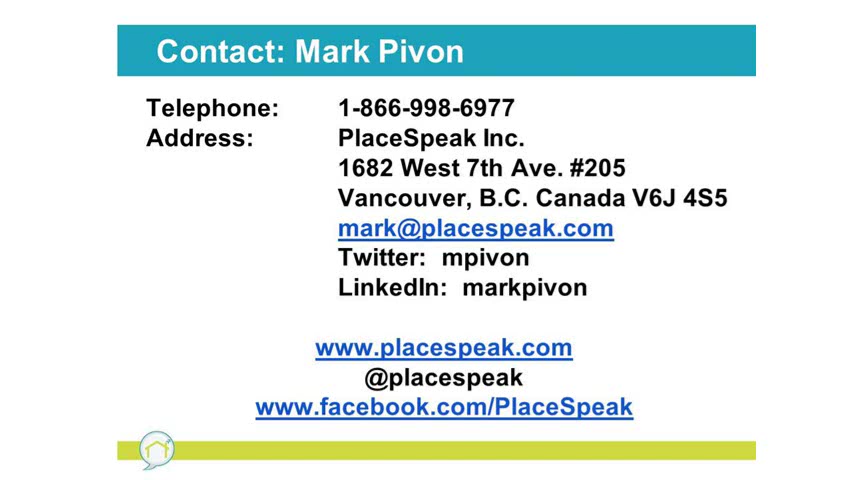 Contact: Mark Pivon
Telephone: 1-866-998-6977
Address: PlaceSpeak Inc.
1682 West 7th Ave. #205
Vancouver, B.C. Canada V6J 4S5
mark@placespeak.com
Twitter: mpivon
LinkedIn: markpivon
www.placespeak.com
@placespeak
www.facebook.com/PlaceSpeak